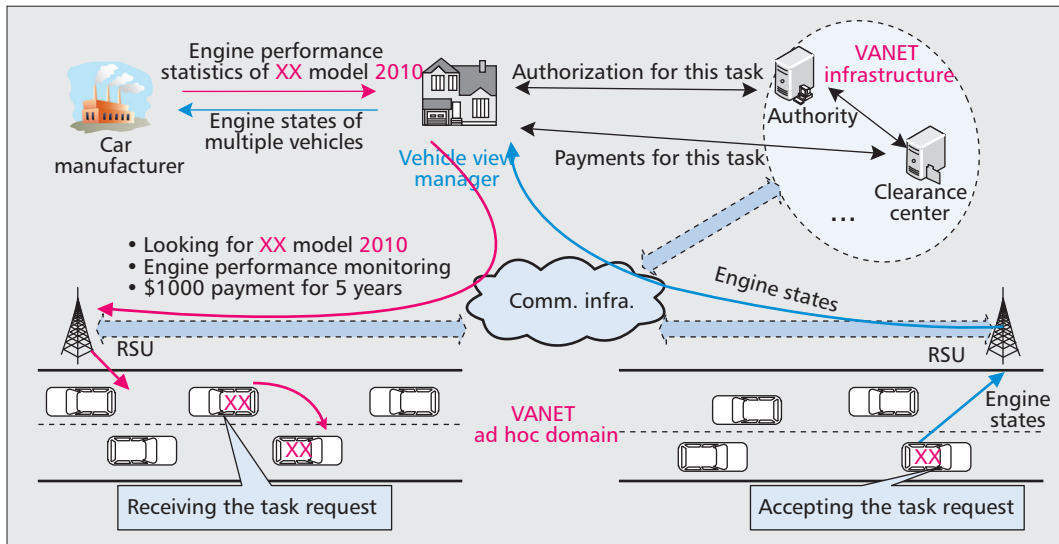 Engine performance
statistics of XX model 2010
Engine states of
multiple vehicles
Car
manufacturer
Vehicle view
manager
Authorization for this task
Payments for this task
VANET
infrastructure
Authority
Clearance
center
...
• Looking for XX model 2010
• Engine performance monitoring
• $1000 payment for 5 years
Comm. infra.
Engine states
RSU
RSU
XX
XX
VANET
ad hoc domain
Engine
states
XX
Receiving the task request
Accepting the task request